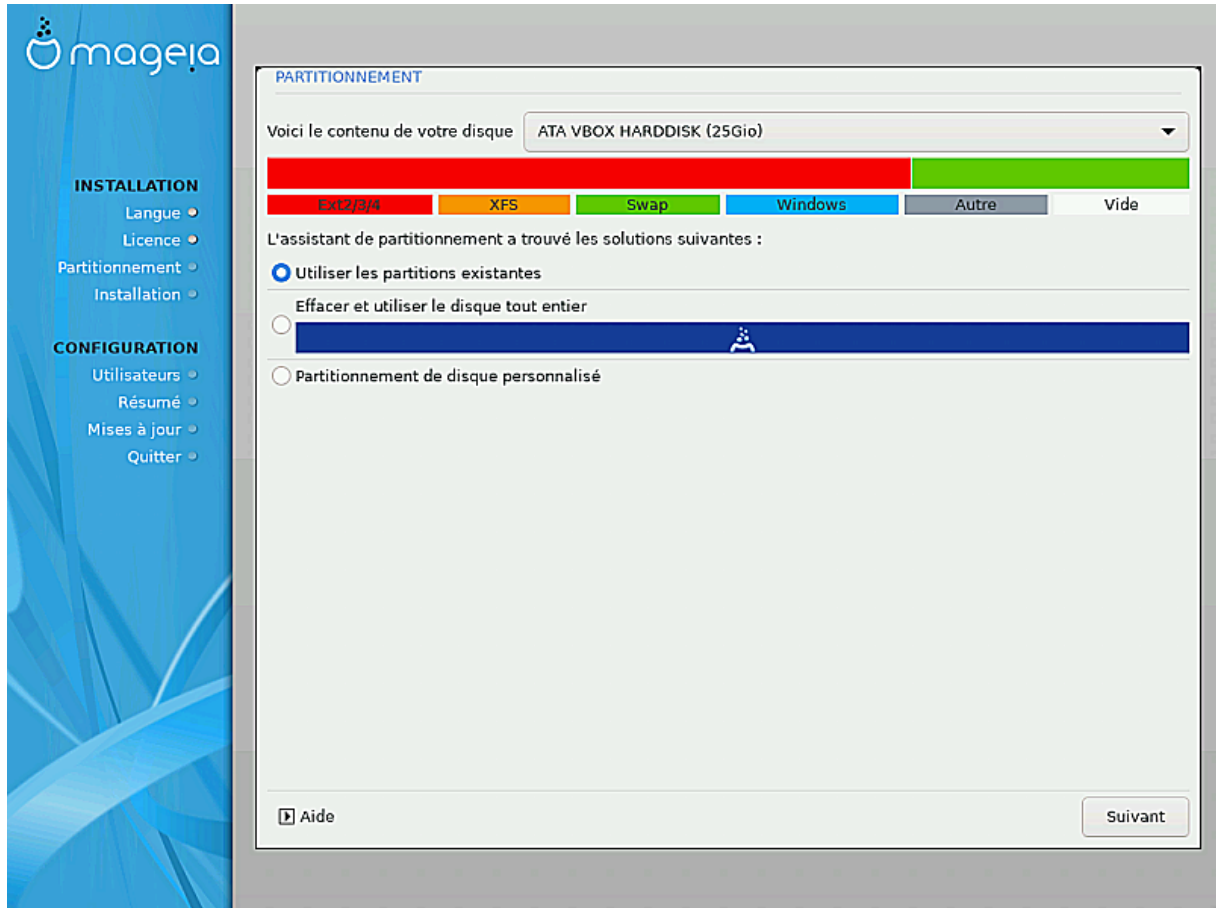 mageia
INSTALLATION
Langue
Licence
Partitionnement
Installation
CONFIGURATION
Utilisateurs
Résumé
Mises à jour
Quitter
PARTITIONNEMENT
Voici le contenu de votre disque ATA VBOX HARDDISK (25Gio)
Ext2/3/4 XFS Swap Windows Autre Vide
L'assistant de partitionnement a trouvé les solutions suivantes :
Utiliser les partitions existantes
Effacer et utiliser le disque tout entier
Partitionnement de disque personnalisé
Aide Suivant